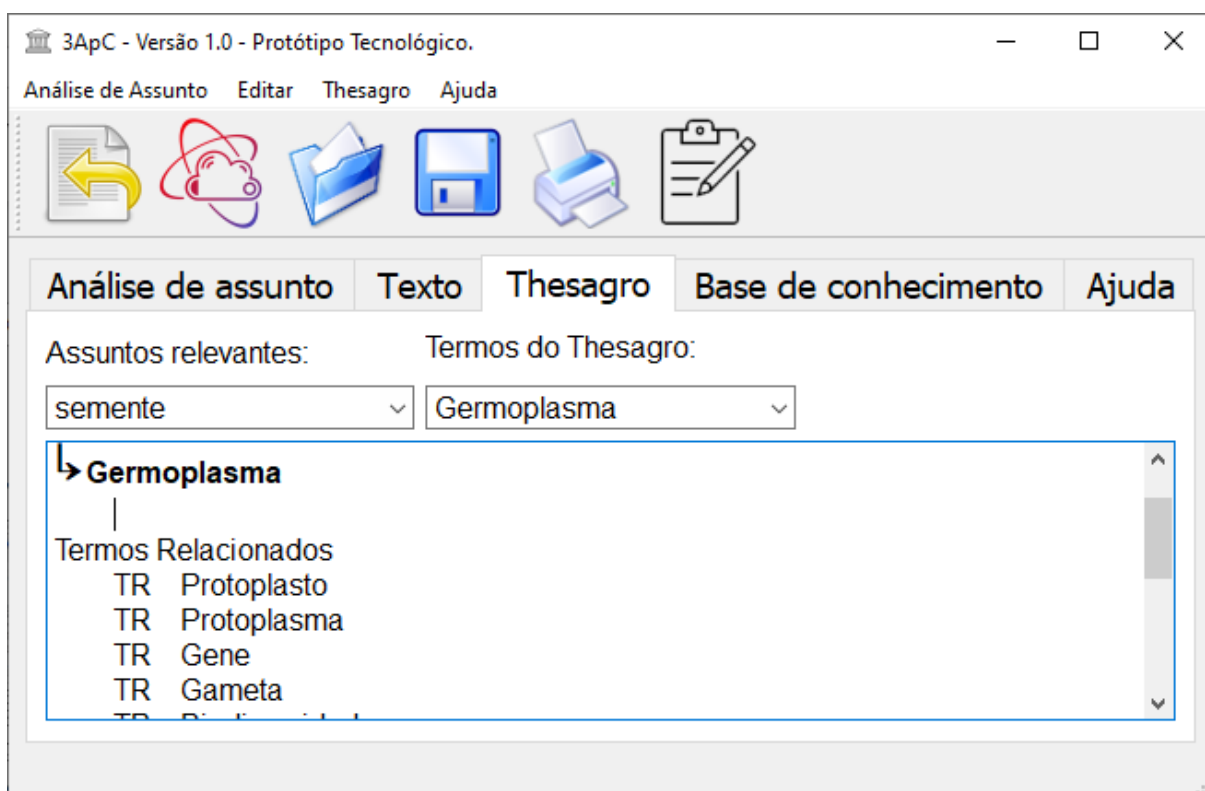 3ApC - Versão 1.0 - Protótipo Tecnológico.
Análise de Assunto Editar Thesagro Ajuda
Análise de assunto Texto Thesagro Base de conhecimento Ajuda
Assuntos relevantes: Termos do Thesagro:
semente Germoplasma
Germoplasma
Termos Relacionados
TR Protoplasto
TR Protoplasma
TR Gene
TR Gameta